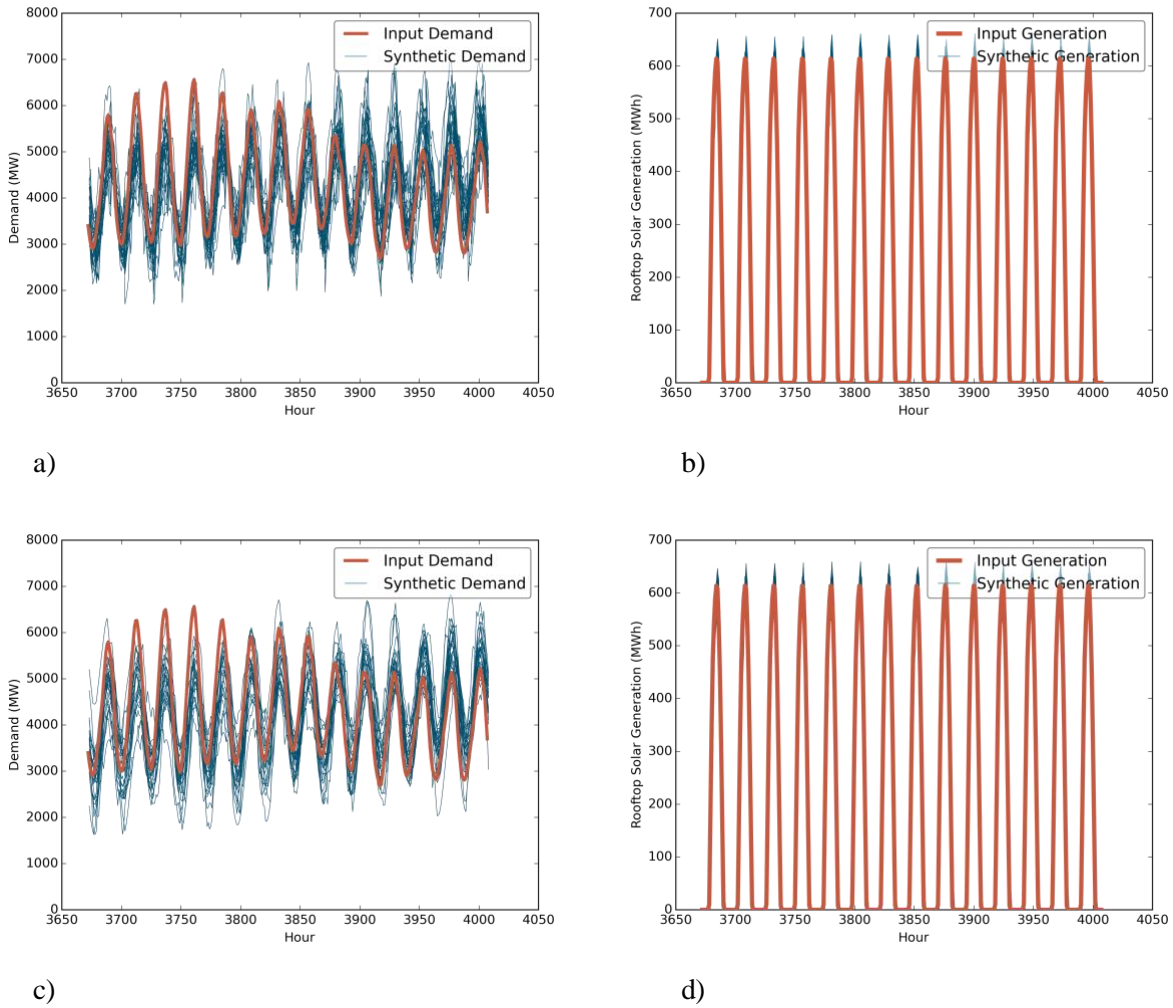 8000
7000
6000
5000
4000
3000
2000
1000
0
Demand (MW)
Input Demand
Synthetic Demand
3650 3700 3750 3800 3850 3900 3950 4000 4050
Hour
a)
700
600
500
400
300
200
100
0
Rooftop Solar Generation (MWh)
Input Generation
Synthetic Generation
3650 3700 3750 3800 3850 3900 3950 4000 4050
Hour
b)
8000
7000
6000
5000
4000
3000
2000
1000
0
Demand (MW)
Input Demand
Synthetic Demand
3650 3700 3750 3800 3850 3900 3950 4000 4050
Hour
c)
700
600
500
400
300
200
100
0
Rooftop Solar Generation (MWh)
Input Generation
Synthetic Generation
3650 3700 3750 3800 3850 3900 3950 4000 4050
Hour
d)